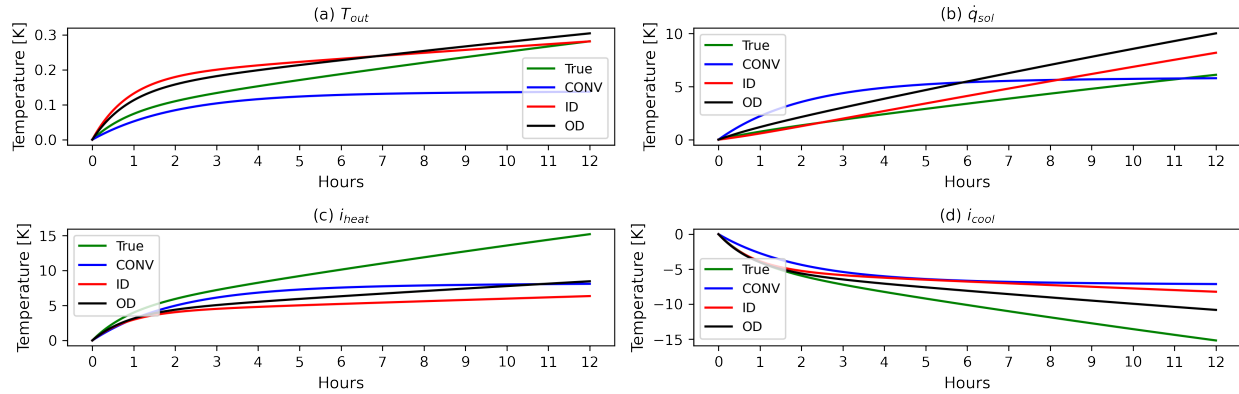 (a) T_out
Temperature [K]
0.3
0.2
0.1
0.0
True
CONV
ID
OD
0 1 2 3 4 5 6 7 8 9 10 11 12
Hours
(b) q̇_sol
Temperature [K]
10
5
0
True
CONV
ID
OD
0 1 2 3 4 5 6 7 8 9 10 11 12
Hours
(c) i_heat
Temperature [K]
15
10
5
0
True
CONV
ID
OD
0 1 2 3 4 5 6 7 8 9 10 11 12
Hours
(d) i_cool
Temperature [K]
0
−5
−10
−15
True
CONV
ID
OD
0 1 2 3 4 5 6 7 8 9 10 11 12
Hours